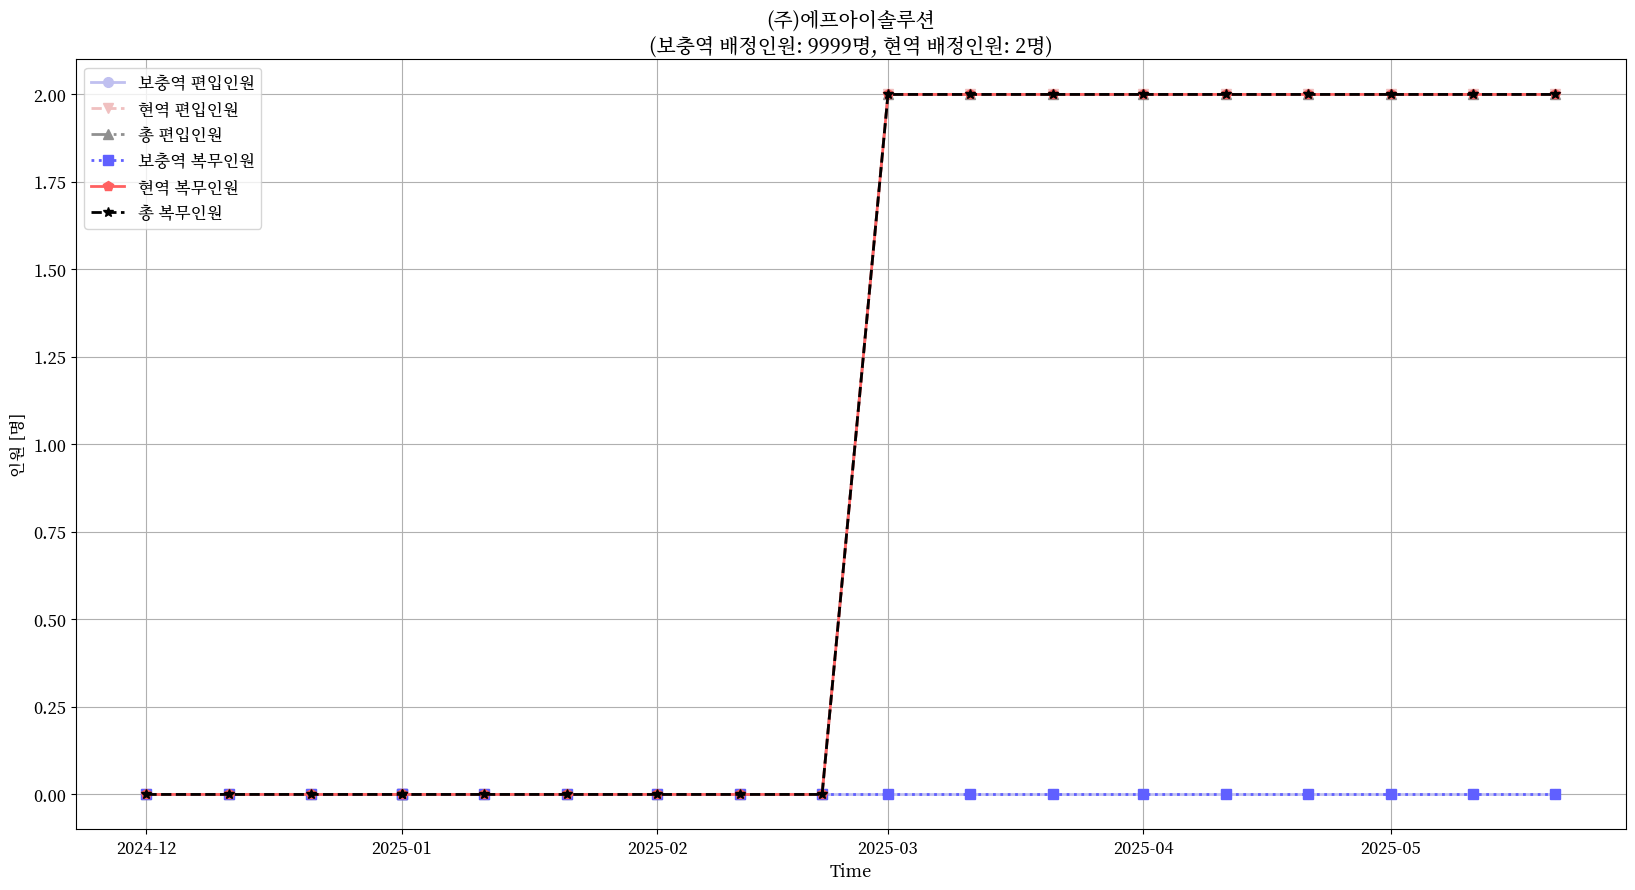 (주)에프아이솔루션
(보충역 배정인원: 9999명, 현역 배정인원: 2명)
보충역 편입인원
현역 편입인원
총 편입인원
보충역 복무인원
현역 복무인원
총 복무인원
2.00
1.75
1.50
1.25
1.00
0.75
0.50
0.25
0.00
인원 [명]
2024-12
2025-01
2025-02
2025-03
2025-04
2025-05
Time